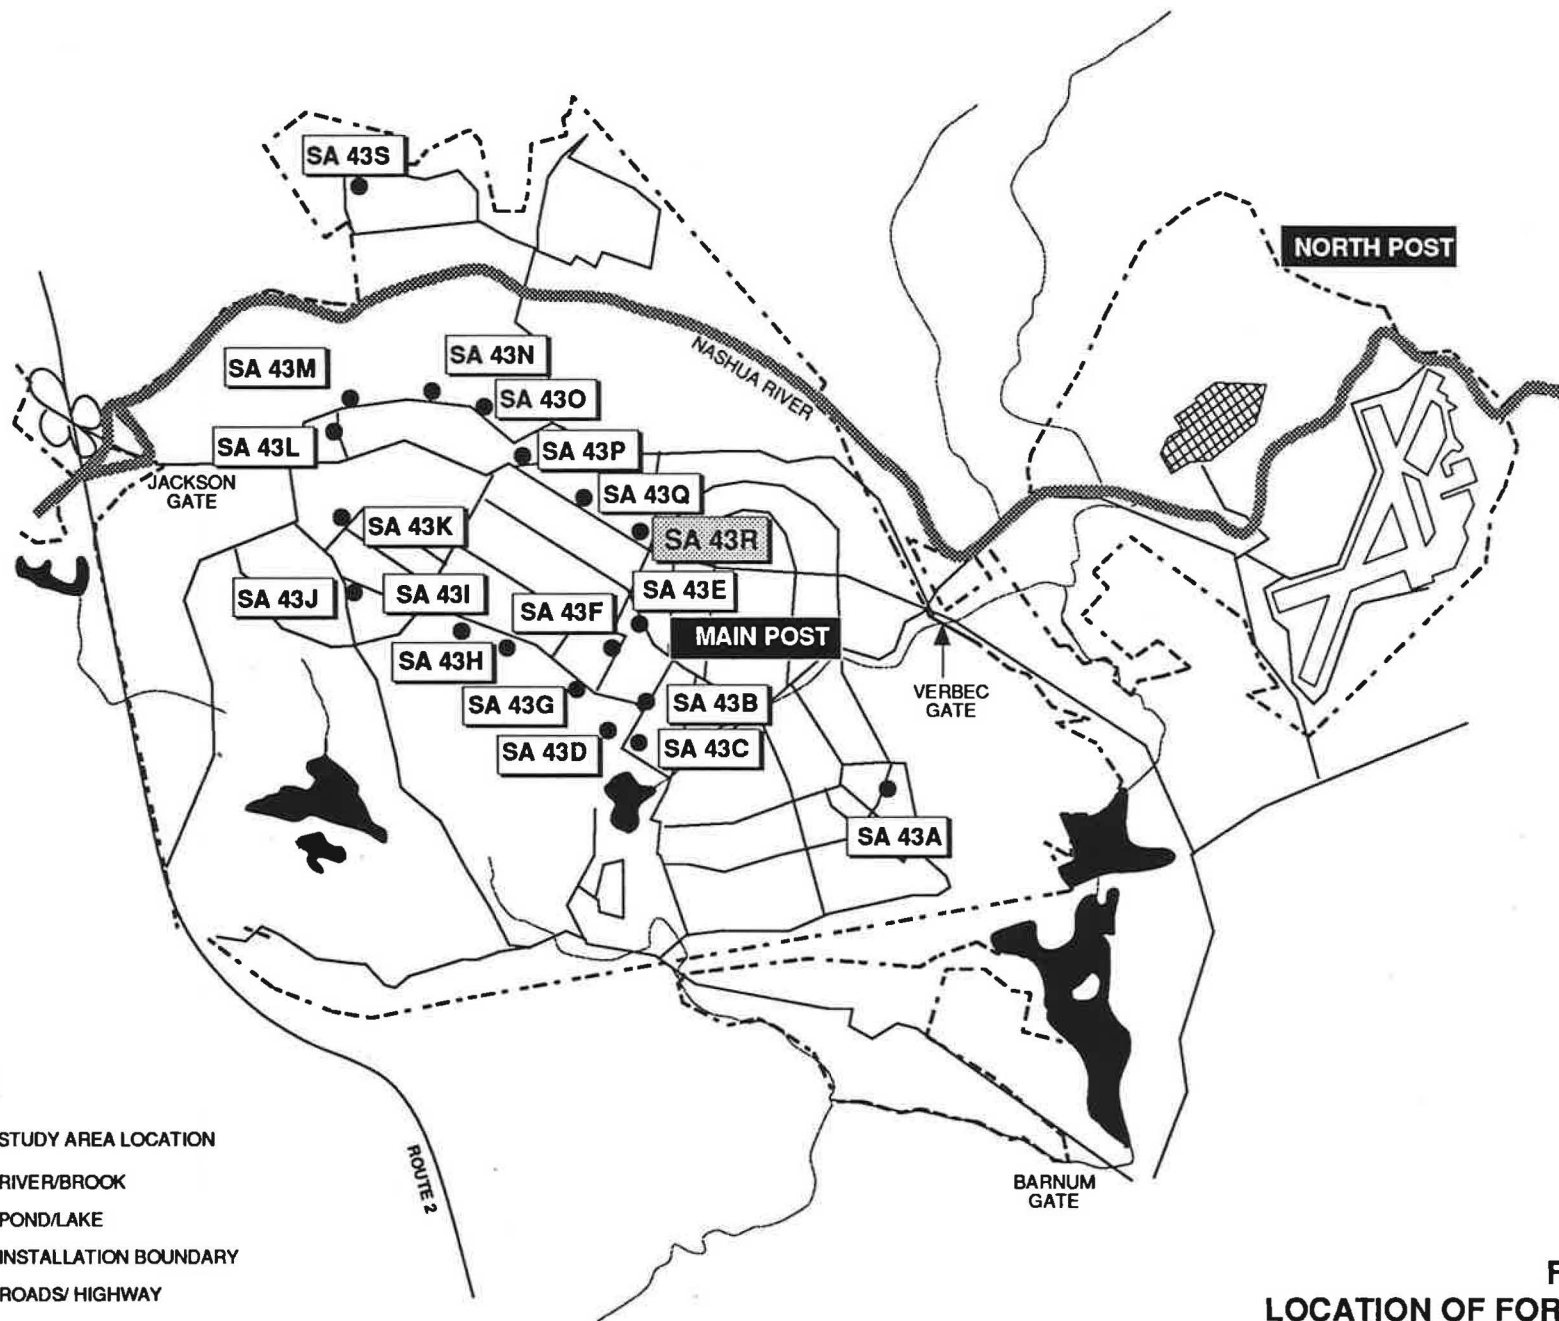 SA 43S
NORTH POST
SA 43N
SA 43M
NASHUA RIVER
SA 43O
SA 43L
SA 43P
JACKSON
GATE
SA 43Q
SA 43K
SA 43R
SA 43J
SA 43I
SA 43E
SA 43F
MAIN POST
SA 43H
VERBEC
GATE
SA 43G
SA 43B
SA 43D
SA 43C
SA 43A
STUDY AREA LOCATION
RIVER/BROOK
POND/LAKE
INSTALLATION BOUNDARY
ROADS/ HIGHWAY
ROUTE 2
BARNUM
GATE
F
LOCATION OF FOR